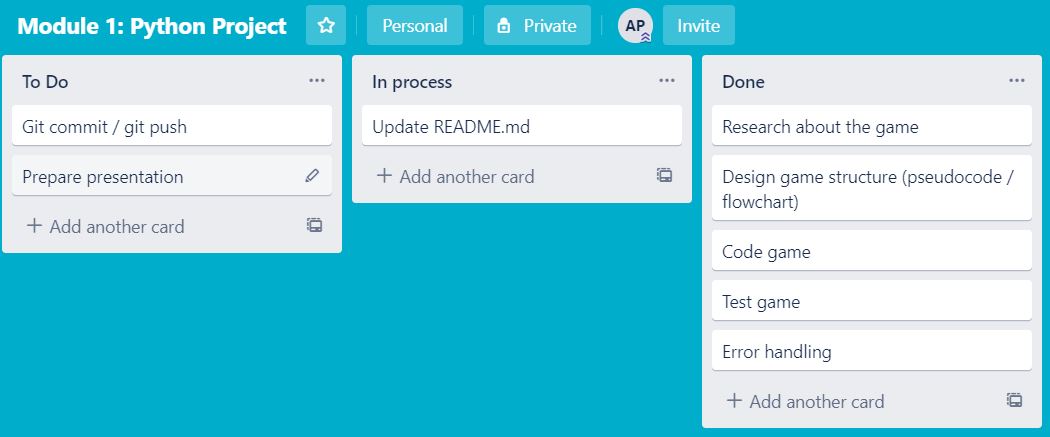 Module 1: Python Project
Personal
Private
AP
Invite
To Do
Git commit / git push
Prepare presentation
+ Add another card
In process
Update README.md
+ Add another card
Done
Research about the game
Design game structure (pseudocode /
flowchart)
Code game
Test game
Error handling
+ Add another card